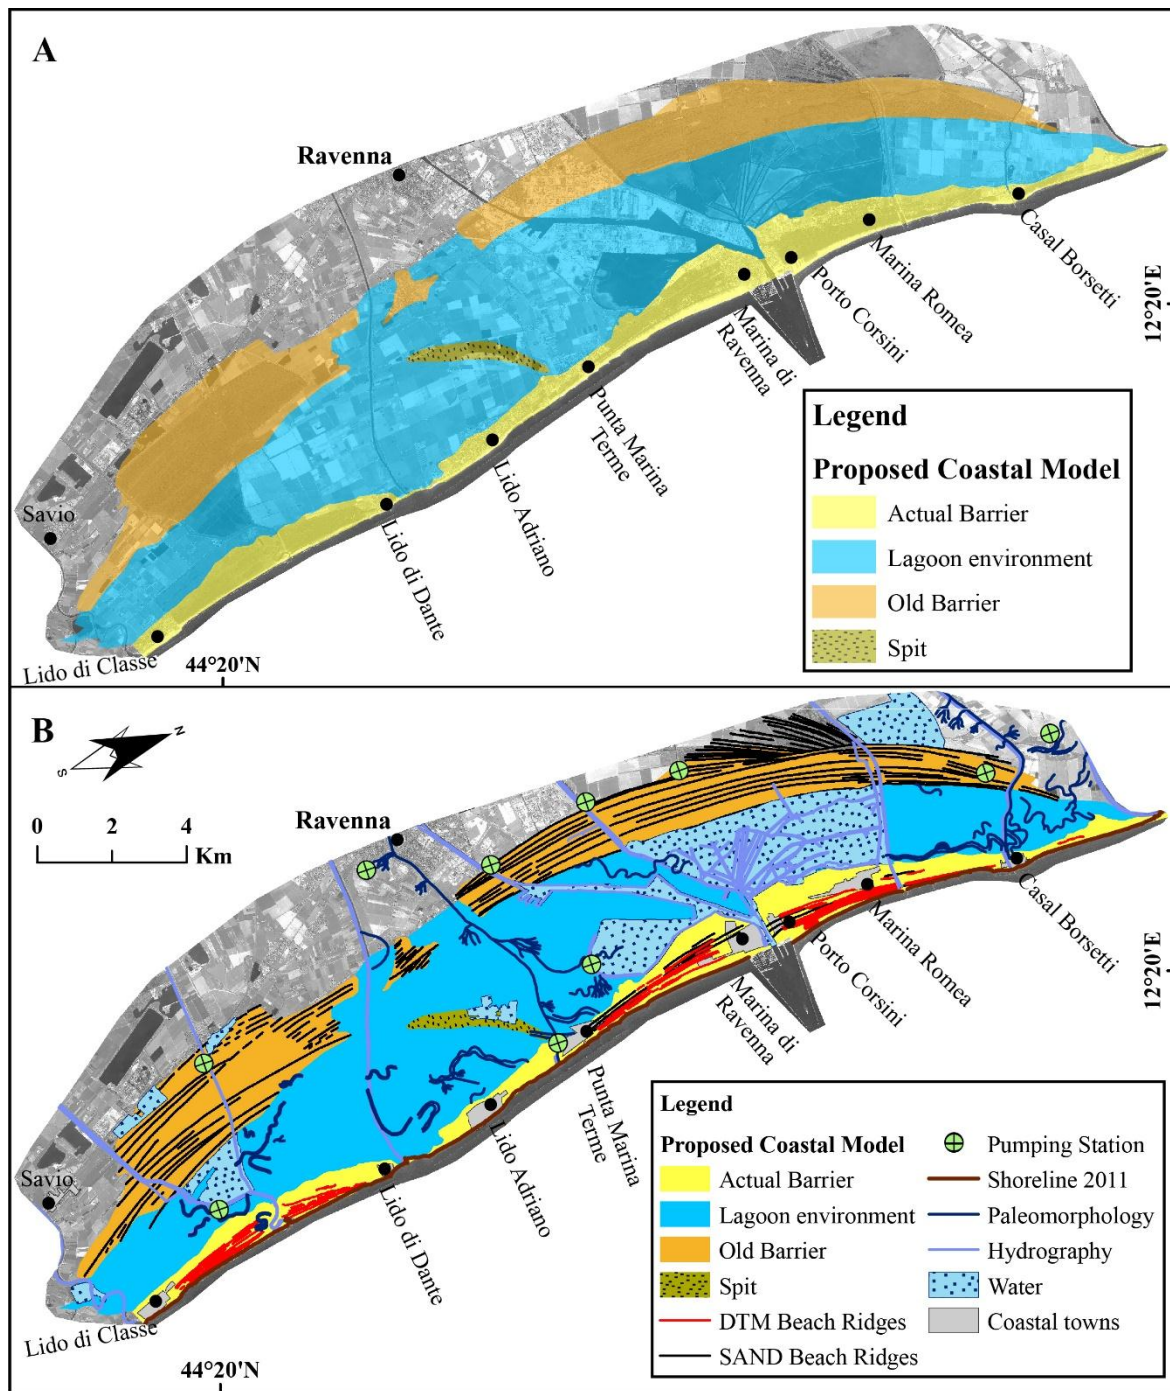 A
Ravenna
Casal Borsetti
Marina Romea
Porto Corsini
Marina di
Ravenna
Punta Marina
Terme
Lido Adriano
Lido di Dante
Savio
Lido di Classe
44°20'N
12°20'E
Legend
Proposed Coastal Model
Actual Barrier
Lagoon environment
Old Barrier
Spit
B
N
S
0 2 4
Km
Ravenna
Casal Borsetti
Marina Romea
Porto Corsini
Marina di
Ravenna
Punta Marina
Terme
Lido Adriano
Lido di Dante
Savio
Lido di Classe
44°20'N
12°20'E
Legend
Proposed Coastal Model
Actual Barrier
Lagoon environment
Old Barrier
Spit
DTM Beach Ridges
SAND Beach Ridges
Pumping Station
Shoreline 2011
Paleomorphology
Hydrography
Water
Coastal towns